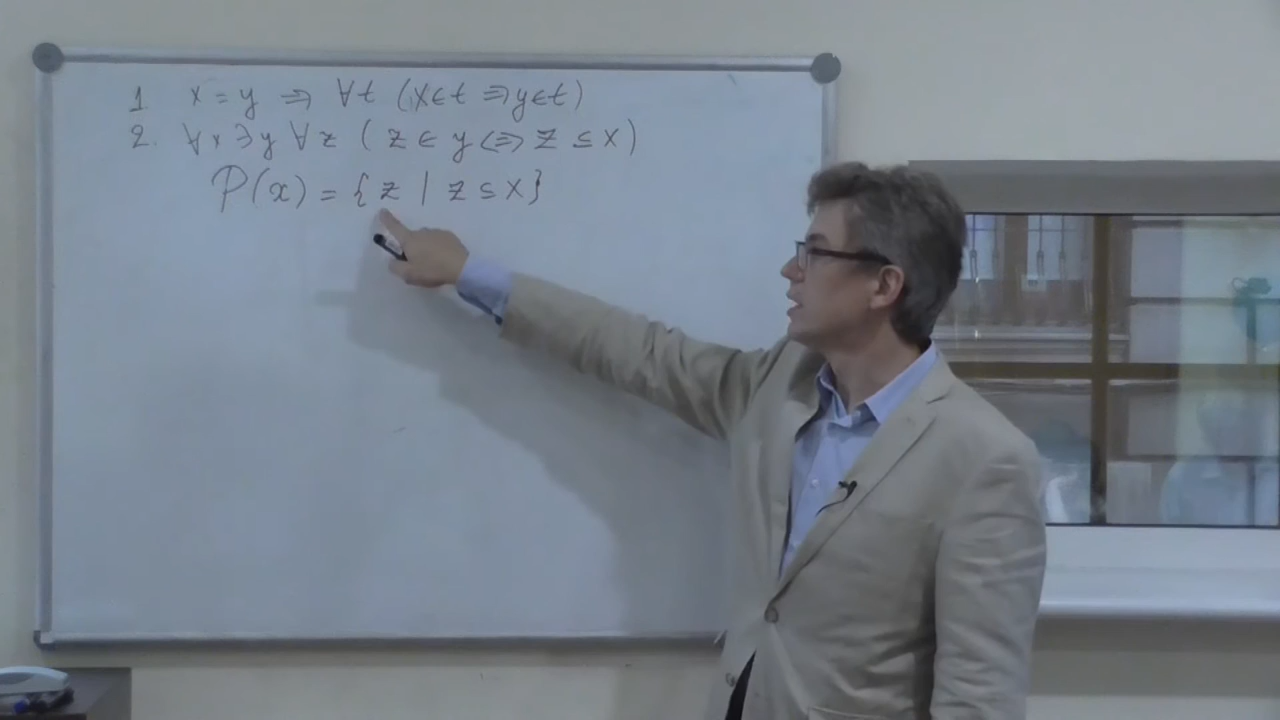 1 x = y ⇒ ∀t (x∈t ⇒ y∈t)
2. ∀x ∃y ∀z (z ∈ y ⇔ z ⊆ x)
P(x) = {z | z ⊆ x}